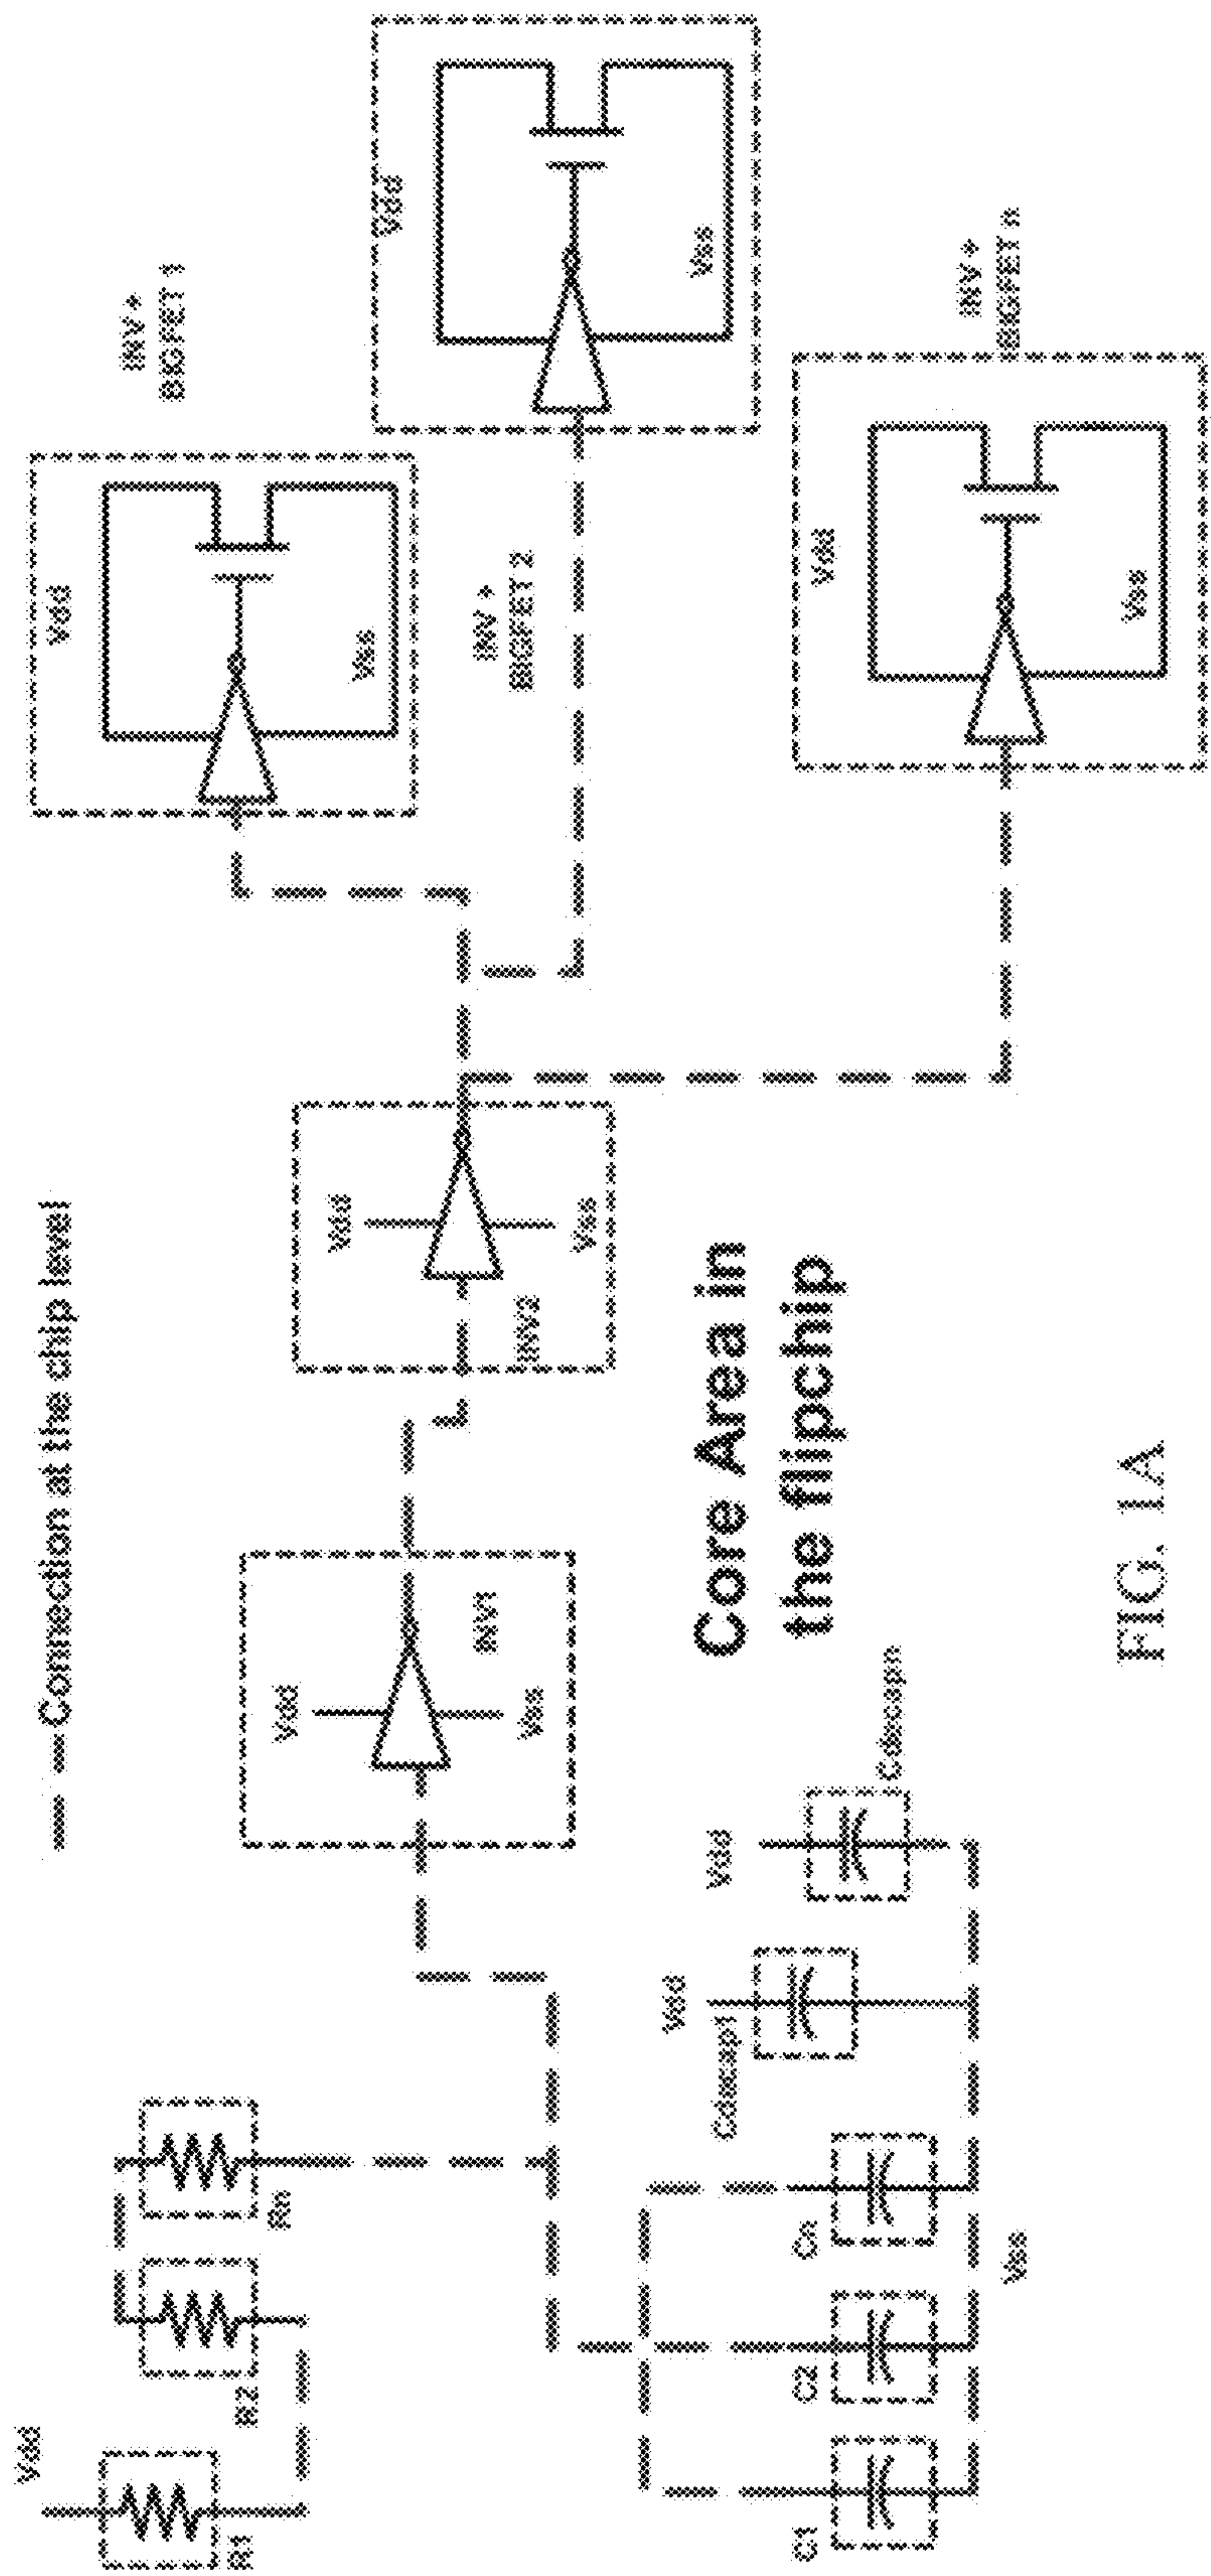 Connection at the chip level
Vdd
R1
R2
Rn
Vdd
INV1
Vss
Vdd
INV2
Vss
Vdd
Vss
INV +
BIGFET 1
Vdd
Vss
INV +
BIGFET 2
Vdd
Vss
INV +
BIGFET n
C1
C2
Cn
Vss
Vdd
Cdecap1
Vdd
Cdecapn
Core Area in
the flipchip
FIG. 1A